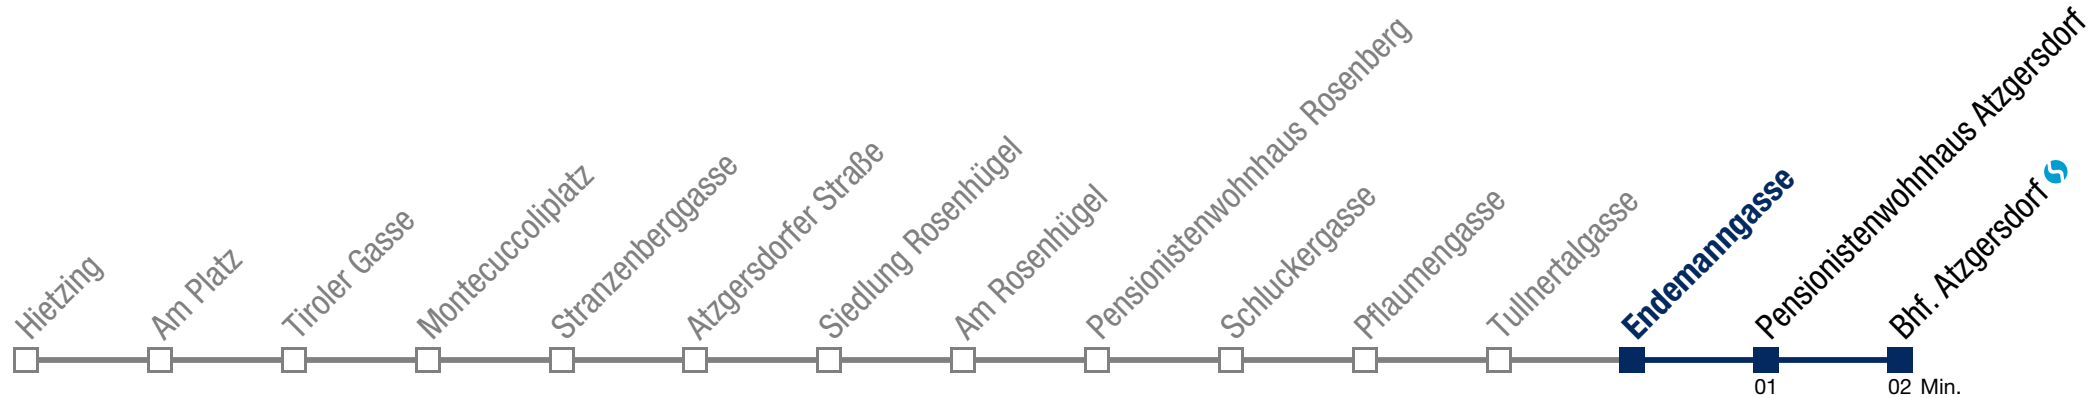 Hietzing
Am Platz
Tiroler Gasse
Montecuccoliplatz
Stranzenberggasse
Atzgersdorfer Straße
Siedlung Rosenhügel
Am Rosenhügel
Pensionistenwohnhaus Rosenberg
Schluckergasse
Pflaumengasse
Tullnertalgasse
Endemanngasse
Pensionistenwohnhaus Atzgersdorf
Bhf. Atzgersdorf
01
02 Min.